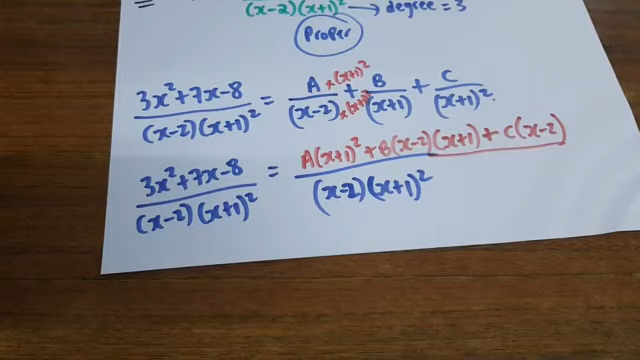 (x-2)(x+1)² → degree = 3
Proper
3x²+7x-8 / (x-2)(x+1)² = A ×(x+1)² / (x-2) ×(x+1)² + B / (x+1) + C / (x+1)²
3x²+7x-8 / (x-2)(x+1)² = A(x+1)² + B(x-2)(x+1) + C(x-2) / (x-2)(x+1)²